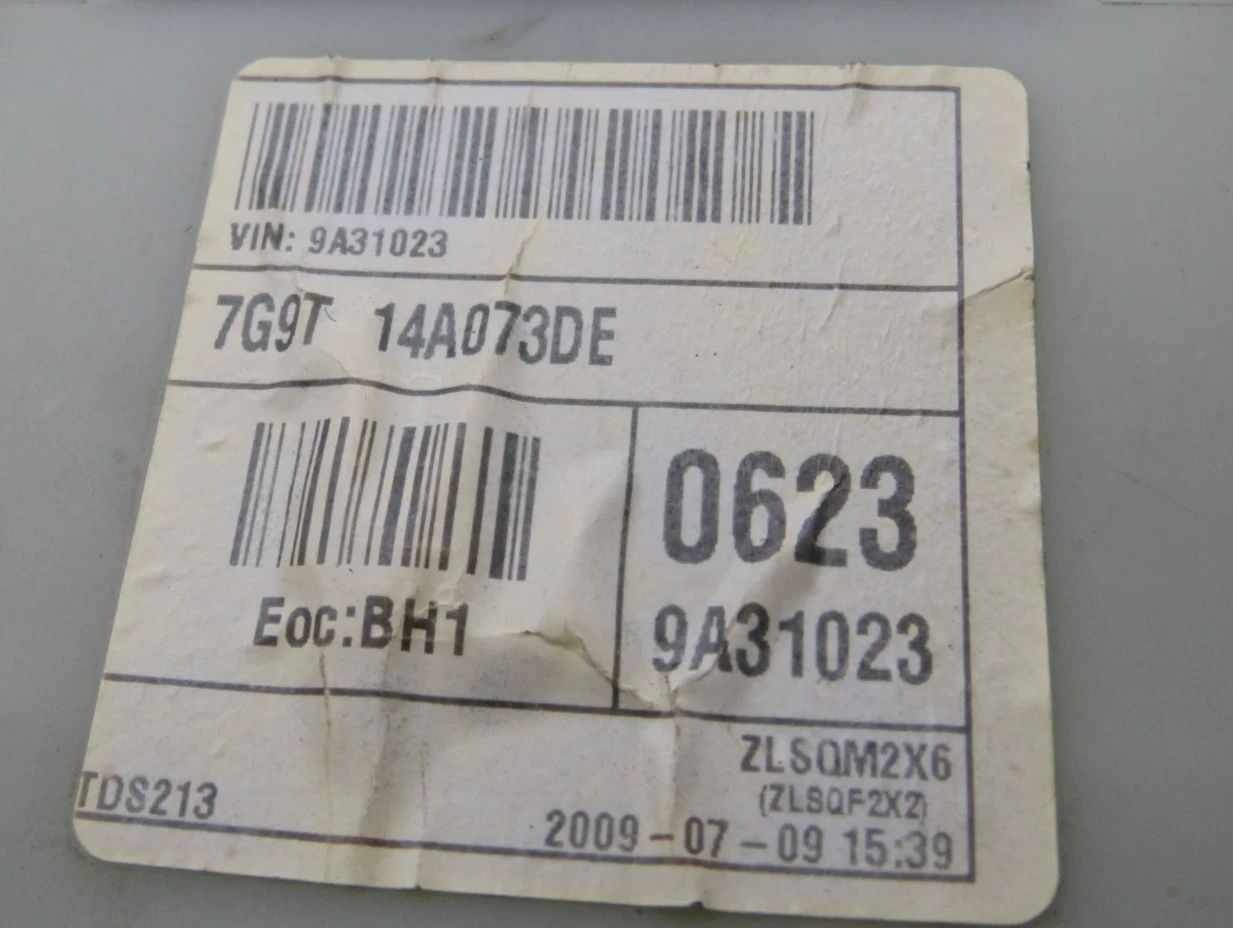 VIN: 9A31023
7G9T 14A073DE
0623
Eoc:BH1
9A31023
ZLSQM2X6
(ZLSQF2X2)
TDS213
2009-07-09 15:39